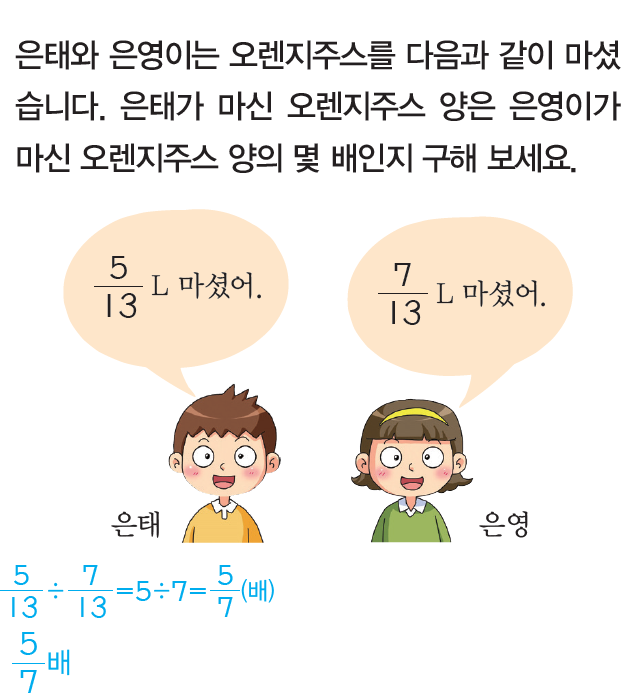 은태와 은영이는 오렌지주스를 다음과 같이 마셨
습니다. 은태가 마신 오렌지주스 양은 은영이가
마신 오렌지주스 양의 몇 배인지 구해 보세요.
5/13 L 마셨어.
7/13 L 마셨어.
은태
은영
5/13÷7/13=5÷7=5/7(배)
5/7배